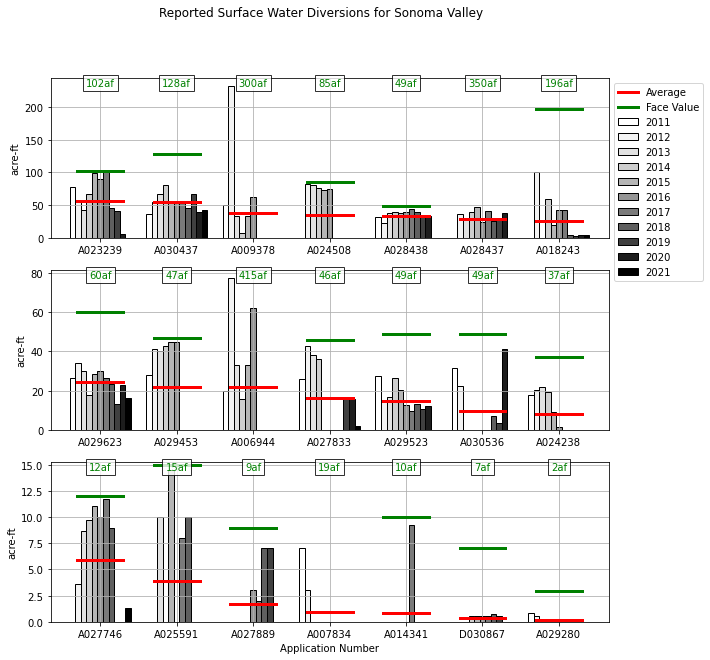 Reported Surface Water Diversions for Sonoma Valley
102af 128af 300af 85af 49af 350af 196af
acre-ft
200
150
100
50
0
A023239 A030437 A009378 A024508 A028438 A028437 A018243
Average
Face Value
2011
2012
2013
2014
2015
2016
2017
2018
2019
2020
2021
60af 47af 415af 46af 49af 49af 37af
acre-ft
80
60
40
20
0
A029623 A029453 A006944 A027833 A029523 A030536 A024238
12af 15af 9af 19af 10af 7af 2af
acre-ft
15.0
12.5
10.0
7.5
5.0
2.5
0.0
A027746 A025591 A027889 A007834 A014341 D030867 A029280
Application Number